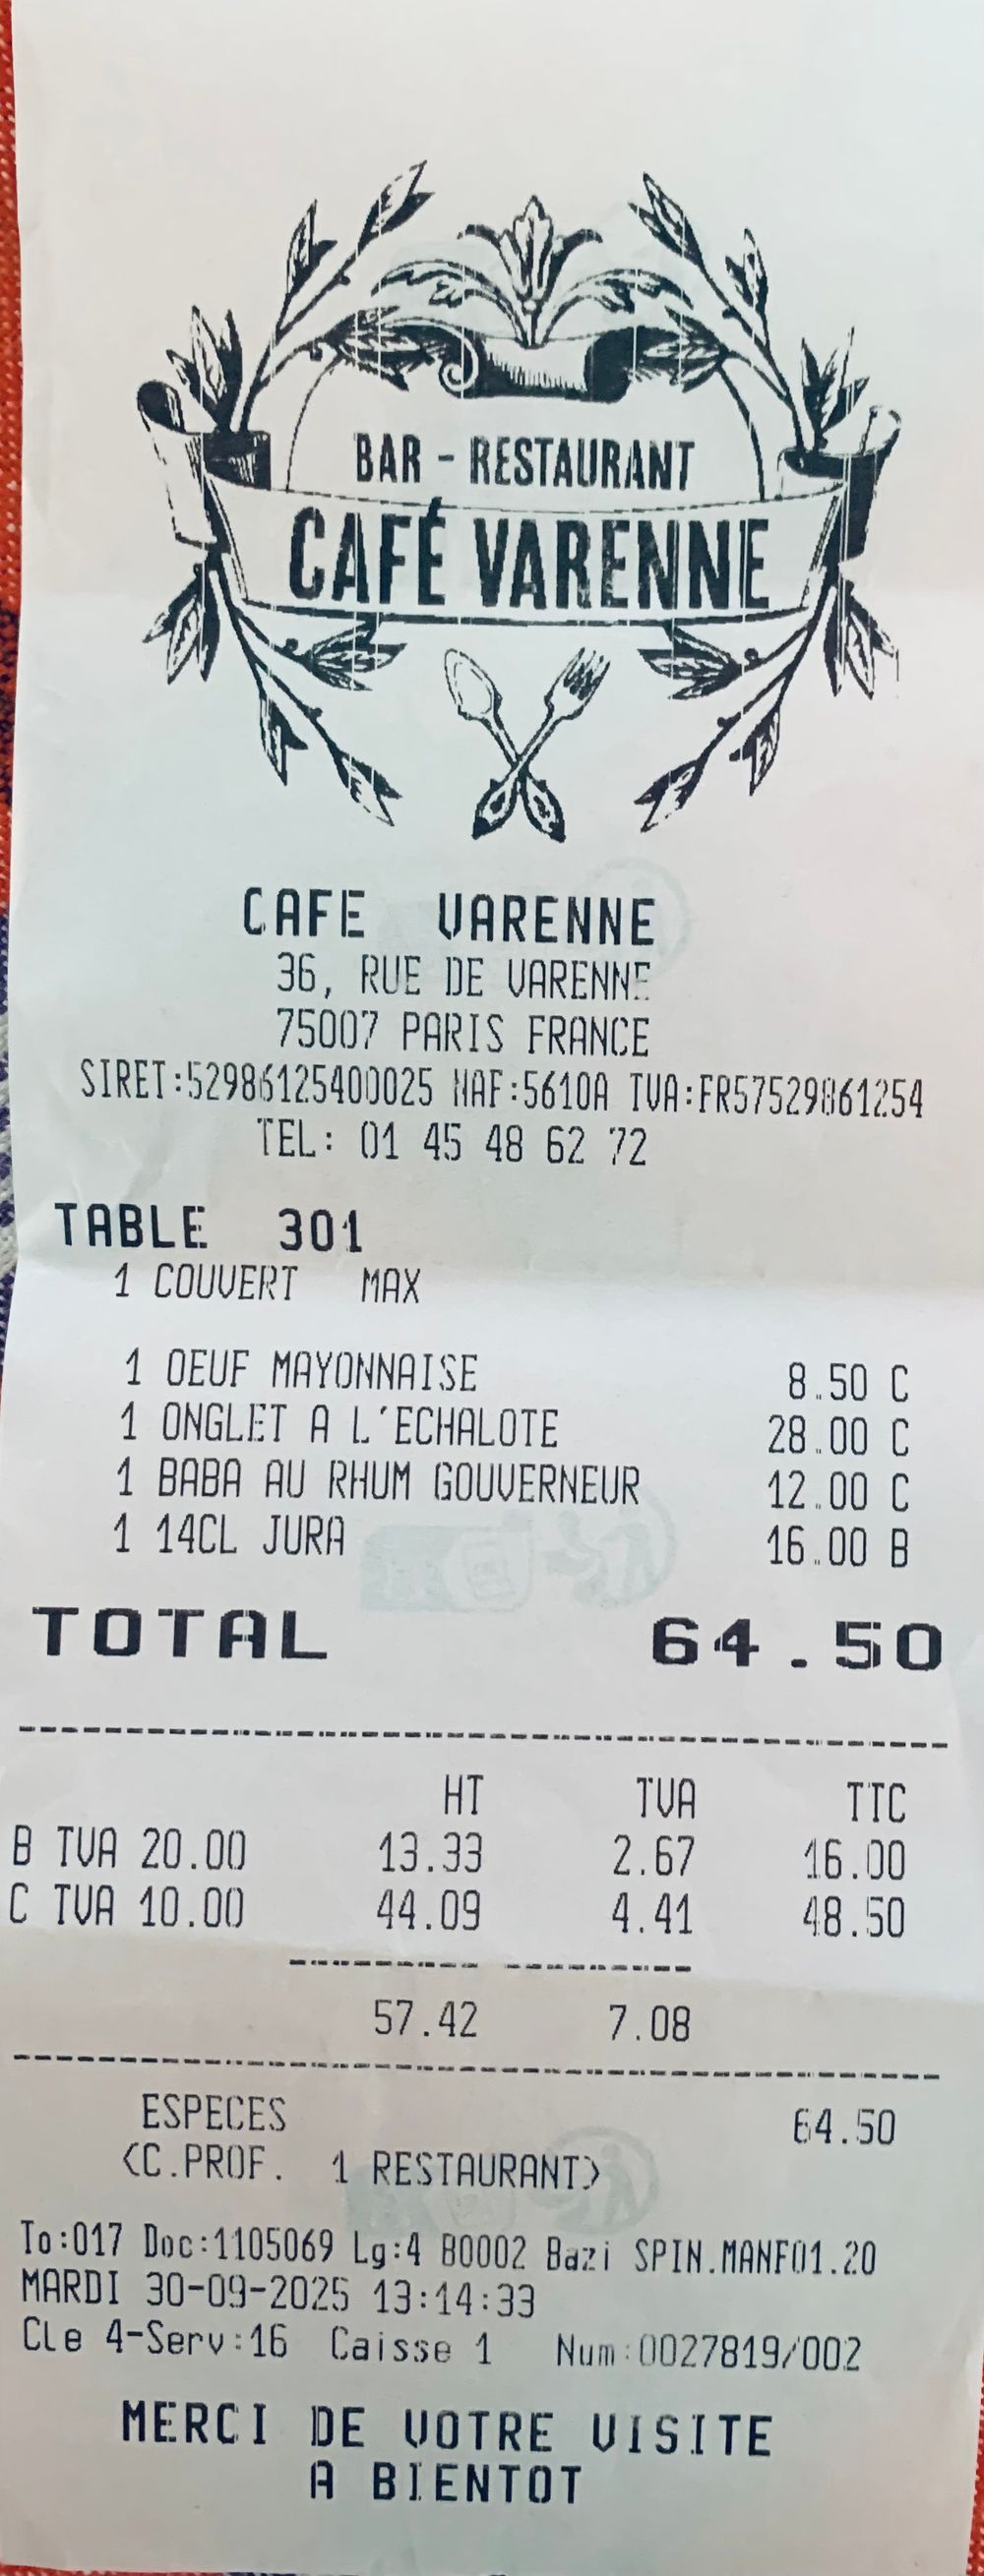 BAR - RESTAURANT
CAFÉ VARENNE
CAFE VARENNE
36, RUE DE VARENNE
75007 PARIS FRANCE
SIRET:52986125400025 NAF:5610A TVA:FR57529861254
TEL: 01 45 48 62 72
TABLE 301
1 COUVERT MAX
1 OEUF MAYONNAISE 8.50 C
1 ONGLET A L'ECHALOTE 28.00 C
1 BABA AU RHUM GOUVERNEUR 12.00 C
1 14CL JURA 16.00 B
TOTAL 64.50
HT TVA TTC
B TVA 20.00 13.33 2.67 16.00
C TVA 10.00 44.09 4.41 48.50
57.42 7.08
ESPECES 64.50
<C.PROF. 1 RESTAURANT>
To:017 Doc:1105069 Lg:4 B0002 Bazi SPIN.MANF01.20
MARDI 30-09-2025 13:14:33
Cle 4-Serv:16 Caisse 1 Num:0027819/002
MERCI DE VOTRE VISITE
A BIENTOT